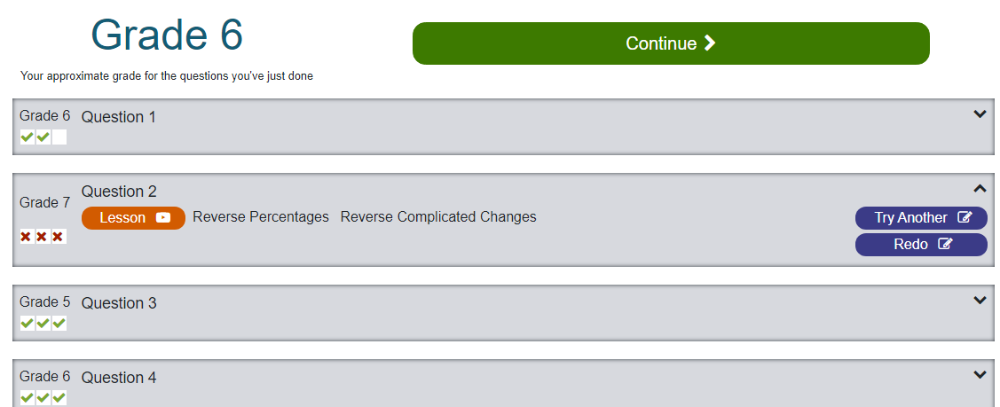 Grade 6
Continue
Your approximate grade for the questions you've just done
Grade 6 Question 1
Question 2
Grade 7
Lesson Reverse Percentages Reverse Complicated Changes Try Another
Redo
Grade 5 Question 3
Grade 6 Question 4